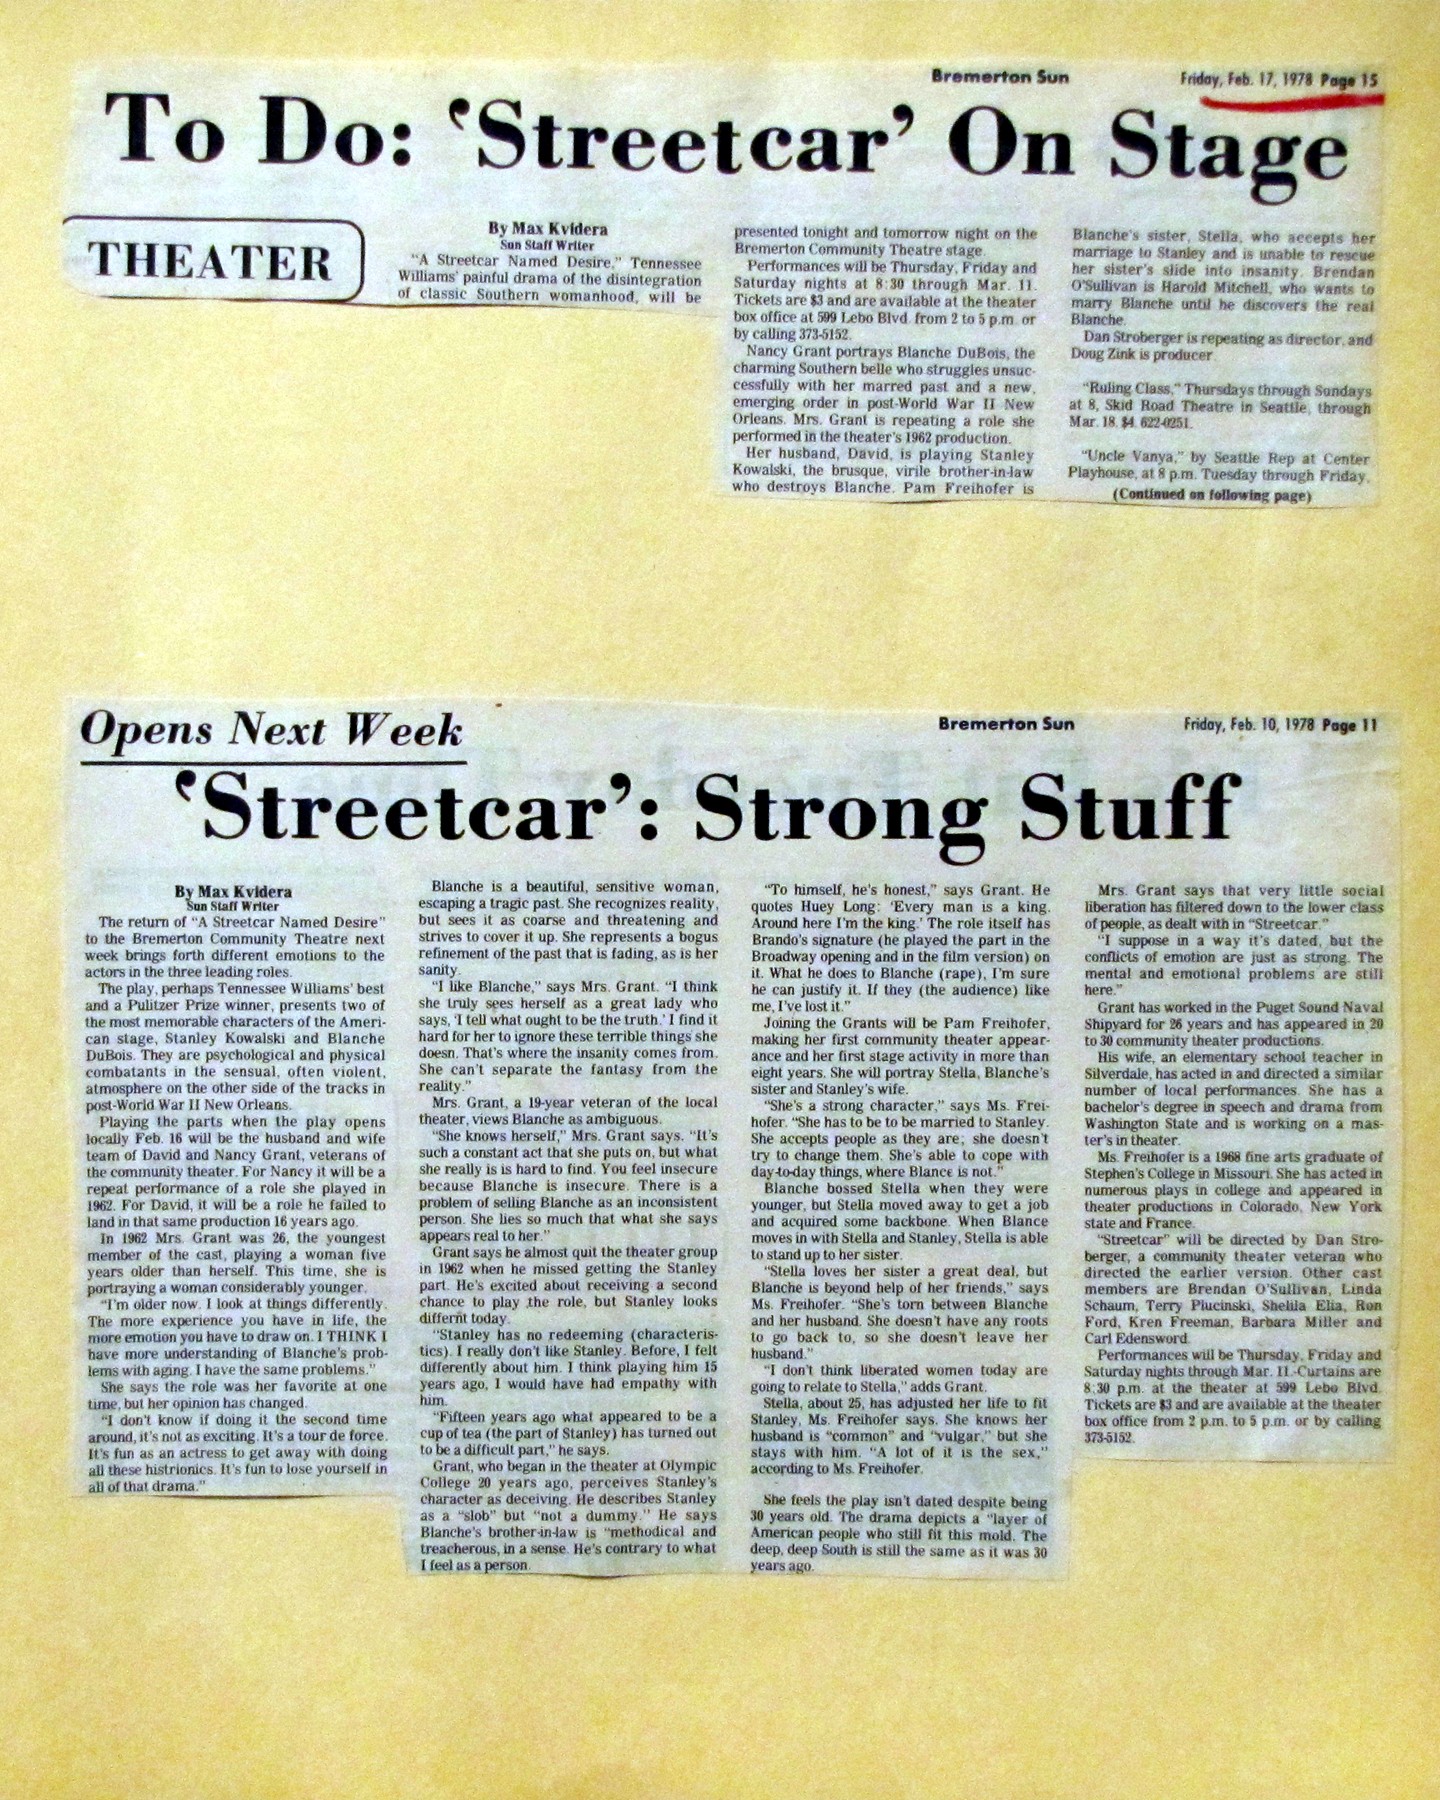 Bremerton Sun Friday, Feb. 17, 1978 Page 15
To Do: ‘Streetcar’ On Stage
THEATER
By Max Kvidera
Sun Staff Writer
“A Streetcar Named Desire,” Tennessee
Williams’ painful drama of the disintegration
of classic Southern womanhood, will be
presented tonight and tomorrow night on the
Bremerton Community Theatre stage.
Performances will be Thursday, Friday and
Saturday nights at 8:30 through Mar. 11.
Tickets are $3 and are available at the theater
box office at 599 Lebo Blvd. from 2 to 5 p.m. or
by calling 373-5152.
Nancy Grant portrays Blanche DuBois, the
charming Southern belle who struggles unsuc-
cessfully with her marred past and a new,
emerging order in post-World War II New
Orleans. Mrs. Grant is repeating a role she
performed in the theater’s 1962 production.
Her husband, David, is playing Stanley
Kowalski, the brusque, virile brother-in-law
who destroys Blanche. Pam Freihofer is
Blanche’s sister, Stella, who accepts her
marriage to Stanley and is unable to rescue
her sister’s slide into insanity. Brendan
O’Sullivan is Harold Mitchell, who wants to
marry Blanche until he discovers the real
Blanche.
Dan Stroberger is repeating as director, and
Doug Zink is producer.
“Ruling Class,” Thursdays through Sundays
at 8, Skid Road Theatre in Seattle, through
Mar. 18. $4. 622-0251.
“Uncle Vanya,” by Seattle Rep at Center
Playhouse, at 8 p.m. Tuesday through Friday,
(Continued on following page)
Opens Next Week
Bremerton Sun Friday, Feb. 10, 1978 Page 11
‘Streetcar’: Strong Stuff
By Max Kvidera
Sun Staff Writer
The return of “A Streetcar Named Desire”
to the Bremerton Community Theatre next
week brings forth different emotions to the
actors in the three leading roles.
The play, perhaps Tennessee Williams’ best
and a Pulitzer Prize winner, presents two of
the most memorable characters of the Ameri-
can stage, Stanley Kowalski and Blanche
DuBois. They are psychological and physical
combatants in the sensual, often violent,
atmosphere on the other side of the tracks in
post-World War II New Orleans.
Playing the parts when the play opens
locally Feb. 16 will be the husband and wife
team of David and Nancy Grant, veterans of
the community theater. For Nancy it will be a
repeat performance of a role she played in
1962. For David, it will be a role he failed to
land in that same production 16 years ago.
In 1962 Mrs. Grant was 26, the youngest
member of the cast, playing a woman five
years older than herself. This time, she is
portraying a woman considerably younger.
“I’m older now. I look at things differently.
The more experience you have in life, the
more emotion you have to draw on. I THINK I
have more understanding of Blanche’s prob-
lems with aging. I have the same problems.”
She says the role was her favorite at one
time, but her opinion has changed.
“I don’t know if doing it the second time
around, it’s not as exciting. It’s a tour de force.
It’s fun as an actress to get away with doing
all these histrionics. It’s fun to lose yourself in
all of that drama.”
Blanche is a beautiful, sensitive woman,
escaping a tragic past. She recognizes reality,
but sees it as coarse and threatening and
strives to cover it up. She represents a bogus
refinement of the past that is fading, as is her
sanity.
“I like Blanche,” says Mrs. Grant. “I think
she truly sees herself as a great lady who
says, ‘I tell what ought to be the truth.’ I find it
hard for her to ignore these terrible things she
doesn. That’s where the insanity comes from.
She can’t separate the fantasy from the
reality.”
Mrs. Grant, a 19-year veteran of the local
theater, views Blanche as ambiguous.
“She knows herself,” Mrs. Grant says. “It’s
such a constant act that she puts on, but what
she really is is hard to find. You feel insecure
because Blanche is insecure. There is a
problem of selling Blanche as an inconsistent
person. She lies so much that what she says
appears real to her.”
Grant says he almost quit the theater group
in 1962 when he missed getting the Stanley
part. He’s excited about receiving a second
chance to play the role, but Stanley looks
differnt today.
“Stanley has no redeeming (characteris-
tics). I really don’t like Stanley. Before, I felt
differently about him. I think playing him 15
years ago, I would have had empathy with
him.
“Fifteen years ago what appeared to be a
cup of tea (the part of Stanley) has turned out
to be a difficult part,” he says.
Grant, who began in the theater at Olympic
College 20 years ago, perceives Stanley’s
character as deceiving. He describes Stanley
as a “slob” but “not a dummy.” He says
Blanche’s brother-in-law is “methodical and
treacherous, in a sense. He’s contrary to what
I feel as a person.
“To himself, he’s honest,” says Grant. He
quotes Huey Long: ‘Every man is a king.
Around here I’m the king.’ The role itself has
Brando’s signature (he played the part in the
Broadway opening and in the film version) on
it. What he does to Blanche (rape), I’m sure
he can justify it. If they (the audience) like
me, I’ve lost it.”
Joining the Grants will be Pam Freihofer,
making her first community theater appear-
ance and her first stage activity in more than
eight years. She will portray Stella, Blanche’s
sister and Stanley’s wife.
“She’s a strong character,” says Ms. Frei-
hofer. “She has to be to be married to Stanley.
She accepts people as they are; she doesn’t
try to change them. She’s able to cope with
day-to-day things, where Blance is not.”
Blanche bossed Stella when they were
younger, but Stella moved away to get a job
and acquired some backbone. When Blance
moves in with Stella and Stanley, Stella is able
to stand up to her sister.
“Stella loves her sister a great deal, but
Blanche is beyond help of her friends,” says
Ms. Freihofer. “She’s torn between Blanche
and her husband. She doesn’t have any roots
to go back to, so she doesn’t leave her
husband.”
“I don’t think liberated women today are
going to relate to Stella,” adds Grant.
Stella, about 25, has adjusted her life to fit
Stanley, Ms. Freihofer says. She knows her
husband is “common” and “vulgar,” but she
stays with him. “A lot of it is the sex,”
according to Ms. Freihofer.
She feels the play isn’t dated despite being
30 years old. The drama depicts a “layer of
American people who still fit this mold. The
deep, deep South is still the same as it was 30
years ago.
Mrs. Grant says that very little social
liberation has filtered down to the lower class
of people, as dealt with in “Streetcar.”
“I suppose in a way it’s dated, but the
conflicts of emotion are just as strong. The
mental and emotional problems are still
here.”
Grant has worked in the Puget Sound Naval
Shipyard for 26 years and has appeared in 20
to 30 community theater productions.
His wife, an elementary school teacher in
Silverdale, has acted in and directed a similar
number of local performances. She has a
bachelor’s degree in speech and drama from
Washington State and is working on a mas-
ter’s in theater.
Ms. Freihofer is a 1968 fine arts graduate of
Stephen’s College in Missouri. She has acted in
numerous plays in college and appeared in
theater productions in Colorado, New York
state and France.
“Streetcar” will be directed by Dan Stro-
berger, a community theater veteran who
directed the earlier version. Other cast
members are Brendan O’Sullivan, Linda
Schaum, Terry Plucinski, Shelila Elia, Ron
Ford, Kren Freeman, Barbara Miller and
Carl Edensword.
Performances will be Thursday, Friday and
Saturday nights through Mar. 11. Curtains are
8:30 p.m. at the theater at 599 Lebo Blvd.
Tickets are $3 and are available at the theater
box office from 2 p.m. to 5 p.m. or by calling
373-5152.